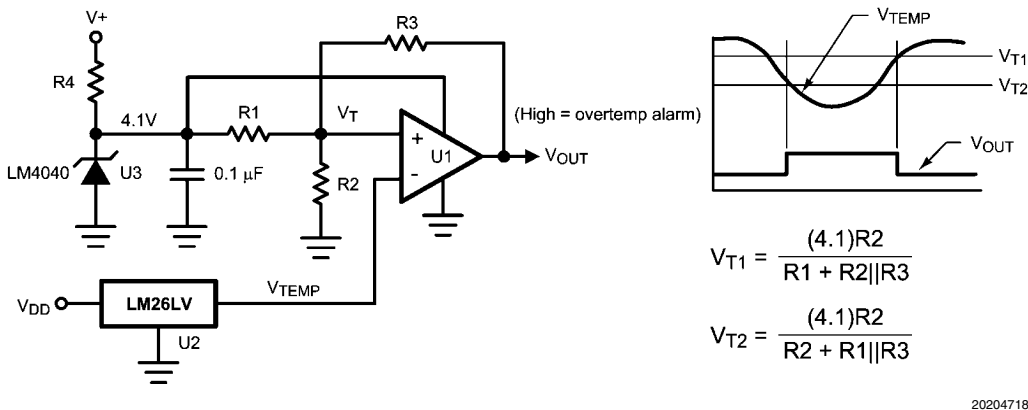 V+
R4
4.1V
LM4040
U3
0.1 μF
R1
VT
R2
R3
+
-
U1
(High = overtemp alarm)
VOUT
VDD
LM26LV
U2
VTEMP
VTEMP
VT1
VT2
VOUT
VT1 = (4.1)R2
R1 + R2||R3
VT2 = (4.1)R2
R2 + R1||R3
20204718